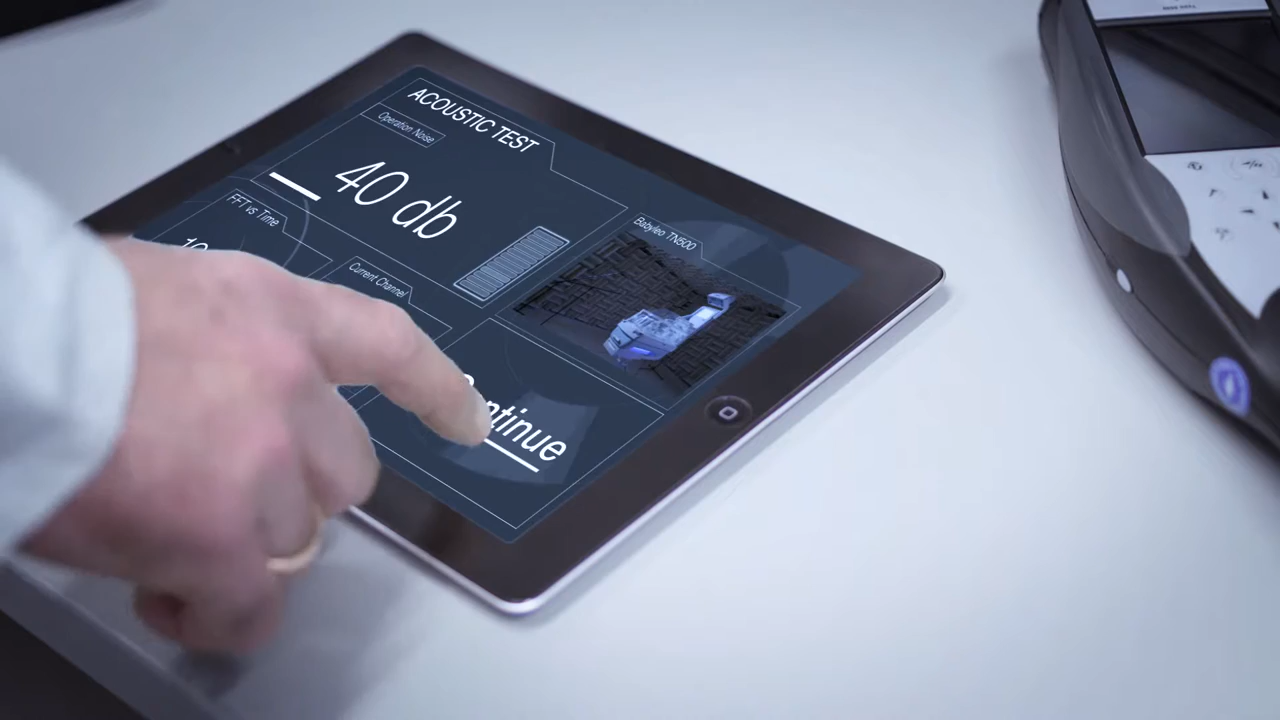 ACOUSTIC TEST
Operation Noise
40 db
FFT vs Time
Babyleo TN500
Current Channel